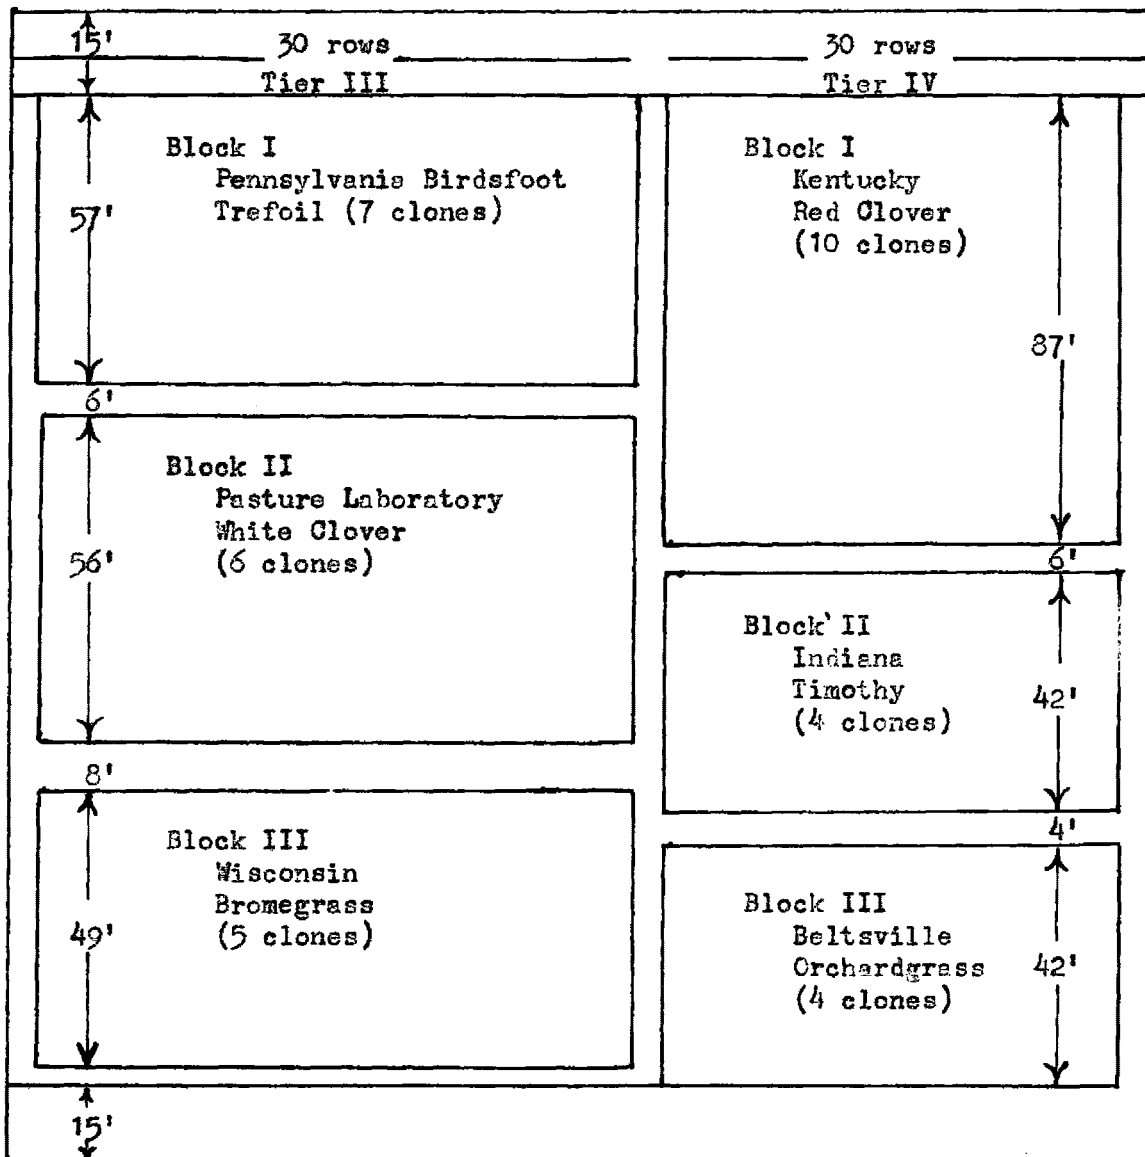 15'
30 rows
30 rows
Tier III
Tier IV
Block I
Pennsylvania Birdsfoot
Trefoil (7 clones)
57'
6'
Block II
Pasture Laboratory
White Clover
(6 clones)
56'
8'
Block III
Wisconsin
Bromegrass
(5 clones)
49'
15'
Block I
Kentucky
Red Clover
(10 clones)
87'
6'
Block II
Indiana
Timothy
(4 clones)
42'
4'
Block III
Beltsville
Orchardgrass
(4 clones)
42'